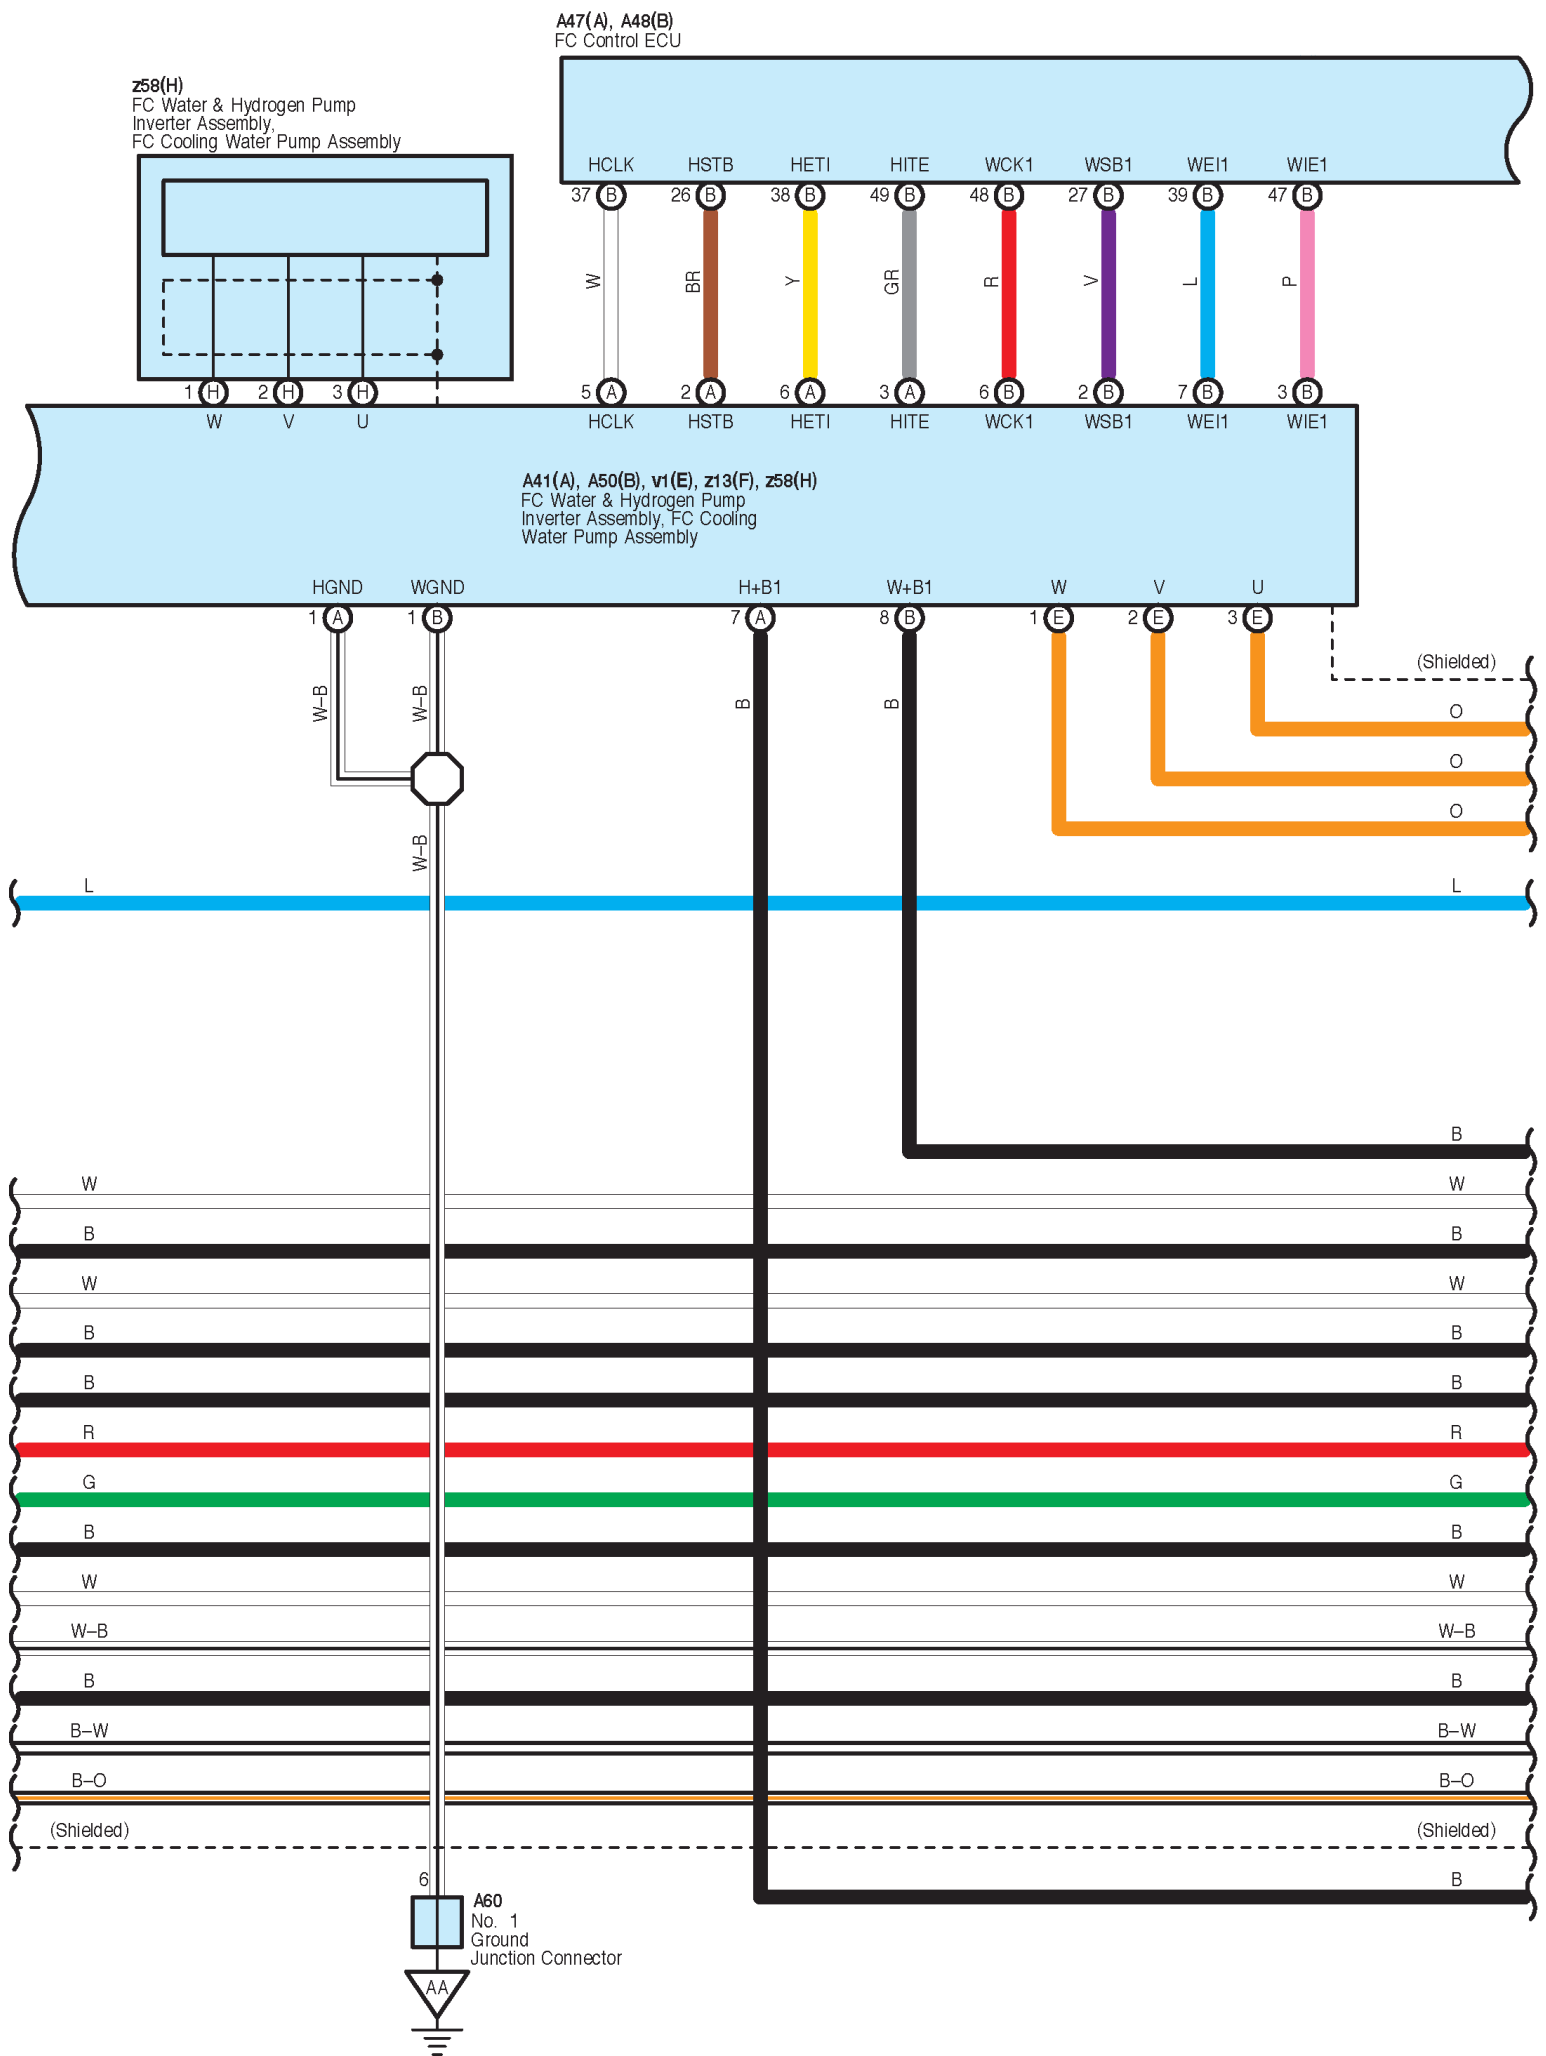 A47(A), A48(B)
FC Control ECU
z58(H)
FC Water & Hydrogen Pump
Inverter Assembly,
FC Cooling Water Pump Assembly
HCLK HSTB HETI HITE WCK1 WSB1 WEI1 WIE1
37 B 26 B 38 B 49 B 48 B 27 B 39 B 47 B
W BR Y GR R V L P
1 H 2 H 3 H 5 A 2 A 6 A 3 A 6 B 2 B 7 B 3 B
W V U HCLK HSTB HETI HITE WCK1 WSB1 WEI1 WIE1
A41(A), A50(B), v1(E), z13(F), z58(H)
FC Water & Hydrogen Pump
Inverter Assembly, FC Cooling
Water Pump Assembly
HGND WGND H+B1 W+B1 W V U
1 A 1 B 7 A 8 B 1 E 2 E 3 E
(Shielded)
W–B W–B B B
O
O
O
W–B
L L
B
W W
B B
W W
B B
B B
R R
G G
B B
W W
W–B W–B
B B
B–W B–W
B–O B–O
(Shielded) (Shielded)
6 B
A60
No. 1
Ground
Junction Connector
AA